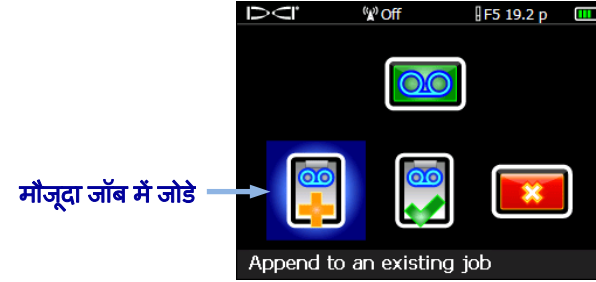 DCI
Off
F5 19.2 p
मौजूदा जॉब में जोडे
Append to an existing job